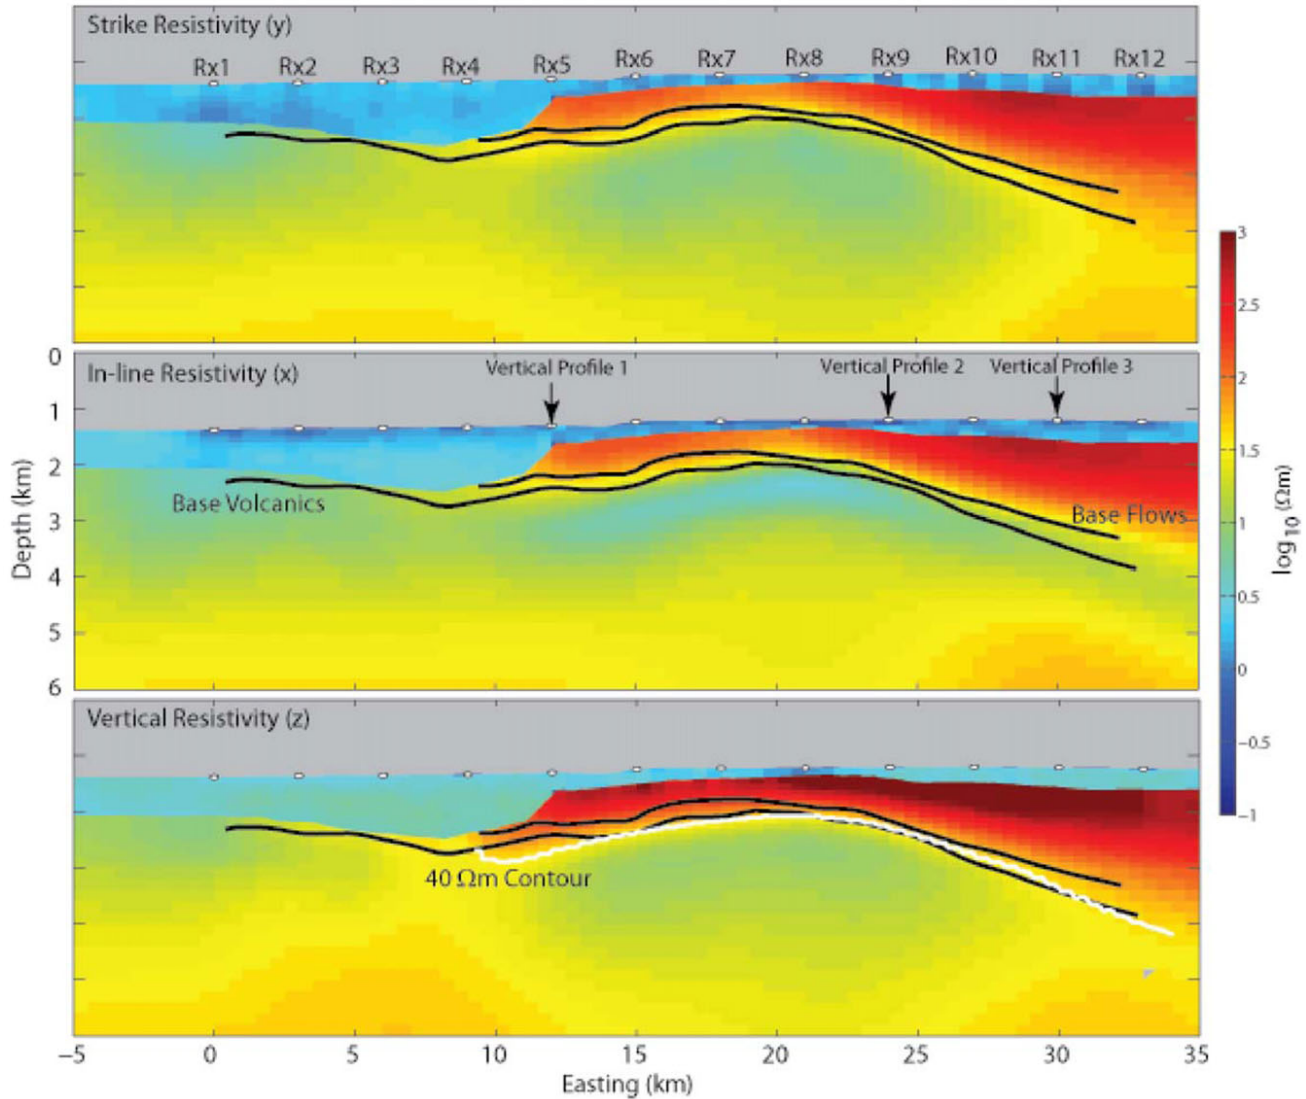 Strike Resistivity (y)
Rx1 Rx2 Rx3 Rx4 Rx5 Rx6 Rx7 Rx8 Rx9 Rx10 Rx11 Rx12
In-line Resistivity (x)
Vertical Profile 1 Vertical Profile 2 Vertical Profile 3
Base Volcanics
Base Flows
0
1
2
3
4
5
6
Depth (km)
Vertical Resistivity (z)
40 Ωm Contour
-5 0 5 10 15 20 25 30 35
Easting (km)
3
2.5
2
1.5
1
0.5
0
-0.5
-1
log10 (Ωm)